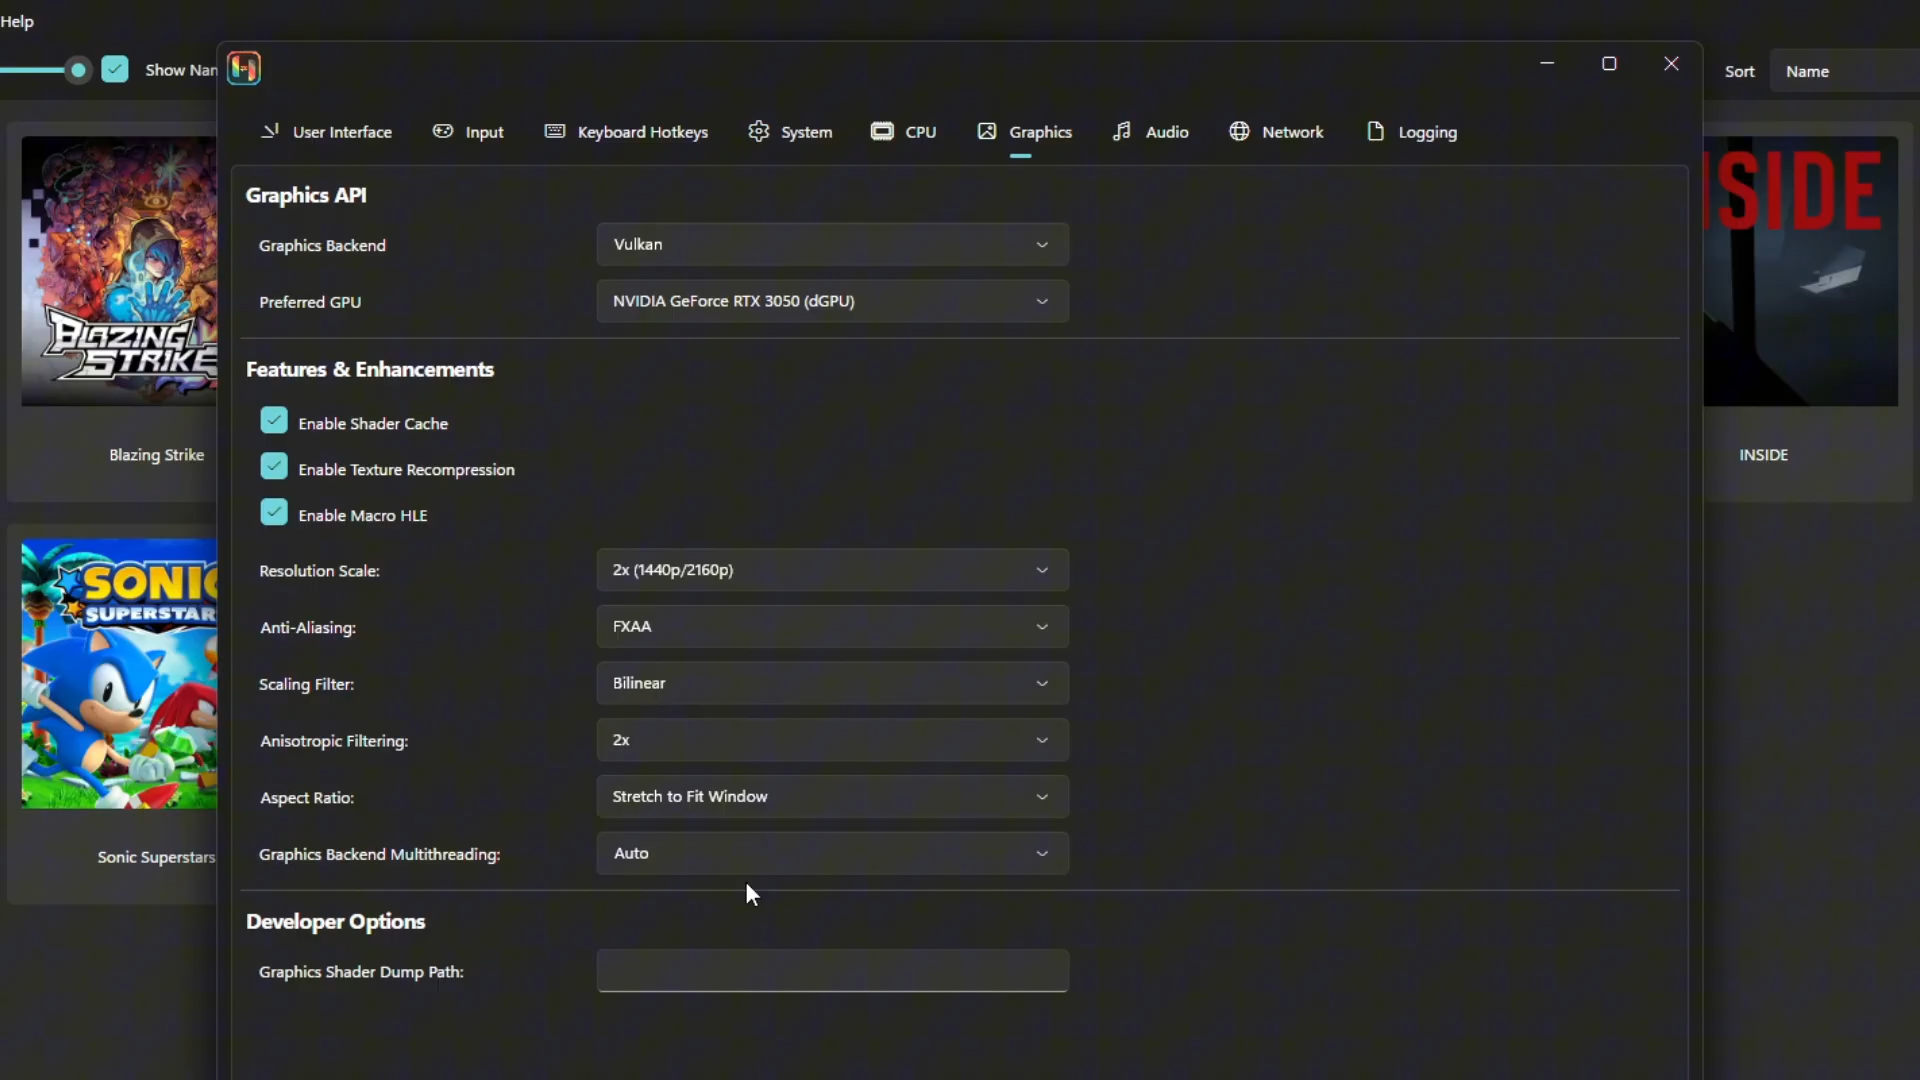 Help
Show Nam
Sort
Name
User Interface
Input
Keyboard Hotkeys
System
CPU
Graphics
Audio
Network
Logging
Graphics API
Graphics Backend
Vulkan
Preferred GPU
NVIDIA GeForce RTX 3050 (dGPU)
Features & Enhancements
Enable Shader Cache
Enable Texture Recompression
Enable Macro HLE
Resolution Scale:
2x (1440p/2160p)
Anti-Aliasing:
FXAA
Scaling Filter:
Bilinear
Anisotropic Filtering:
2x
Aspect Ratio:
Stretch to Fit Window
Graphics Backend Multithreading:
Auto
Developer Options
Graphics Shader Dump Path:
BLAZING
STRIKE
Blazing Strike
SONIC
SUPERSTAR
Sonic Superstars
SIDE
INSIDE